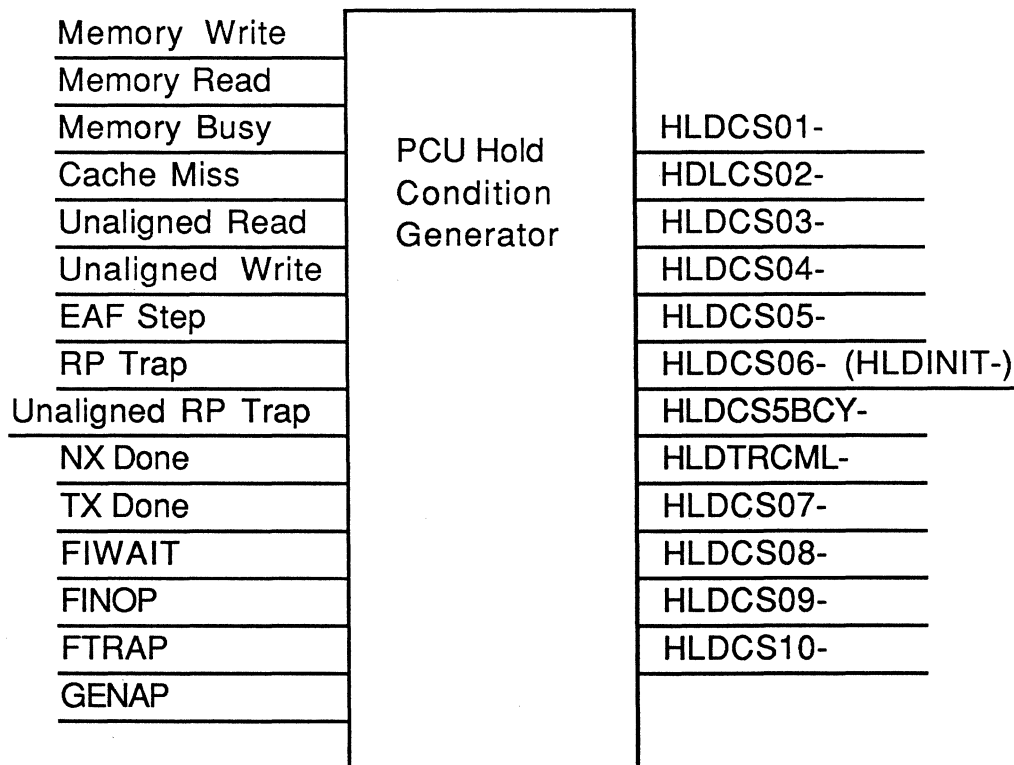 Memory Write
Memory Read
Memory Busy
Cache Miss
Unaligned Read
Unaligned Write
EAF Step
RP Trap
Unaligned RP Trap
NX Done
TX Done
FIWAIT
FINOP
FTRAP
GENAP
PCU Hold
Condition
Generator
HLDCS01-
HDLCS02-
HLDCS03-
HLDCS04-
HLDCS05-
HLDCS06- (HLDINIT-)
HLDCS5BCY-
HLDTRCML-
HLDCS07-
HLDCS08-
HLDCS09-
HLDCS10-